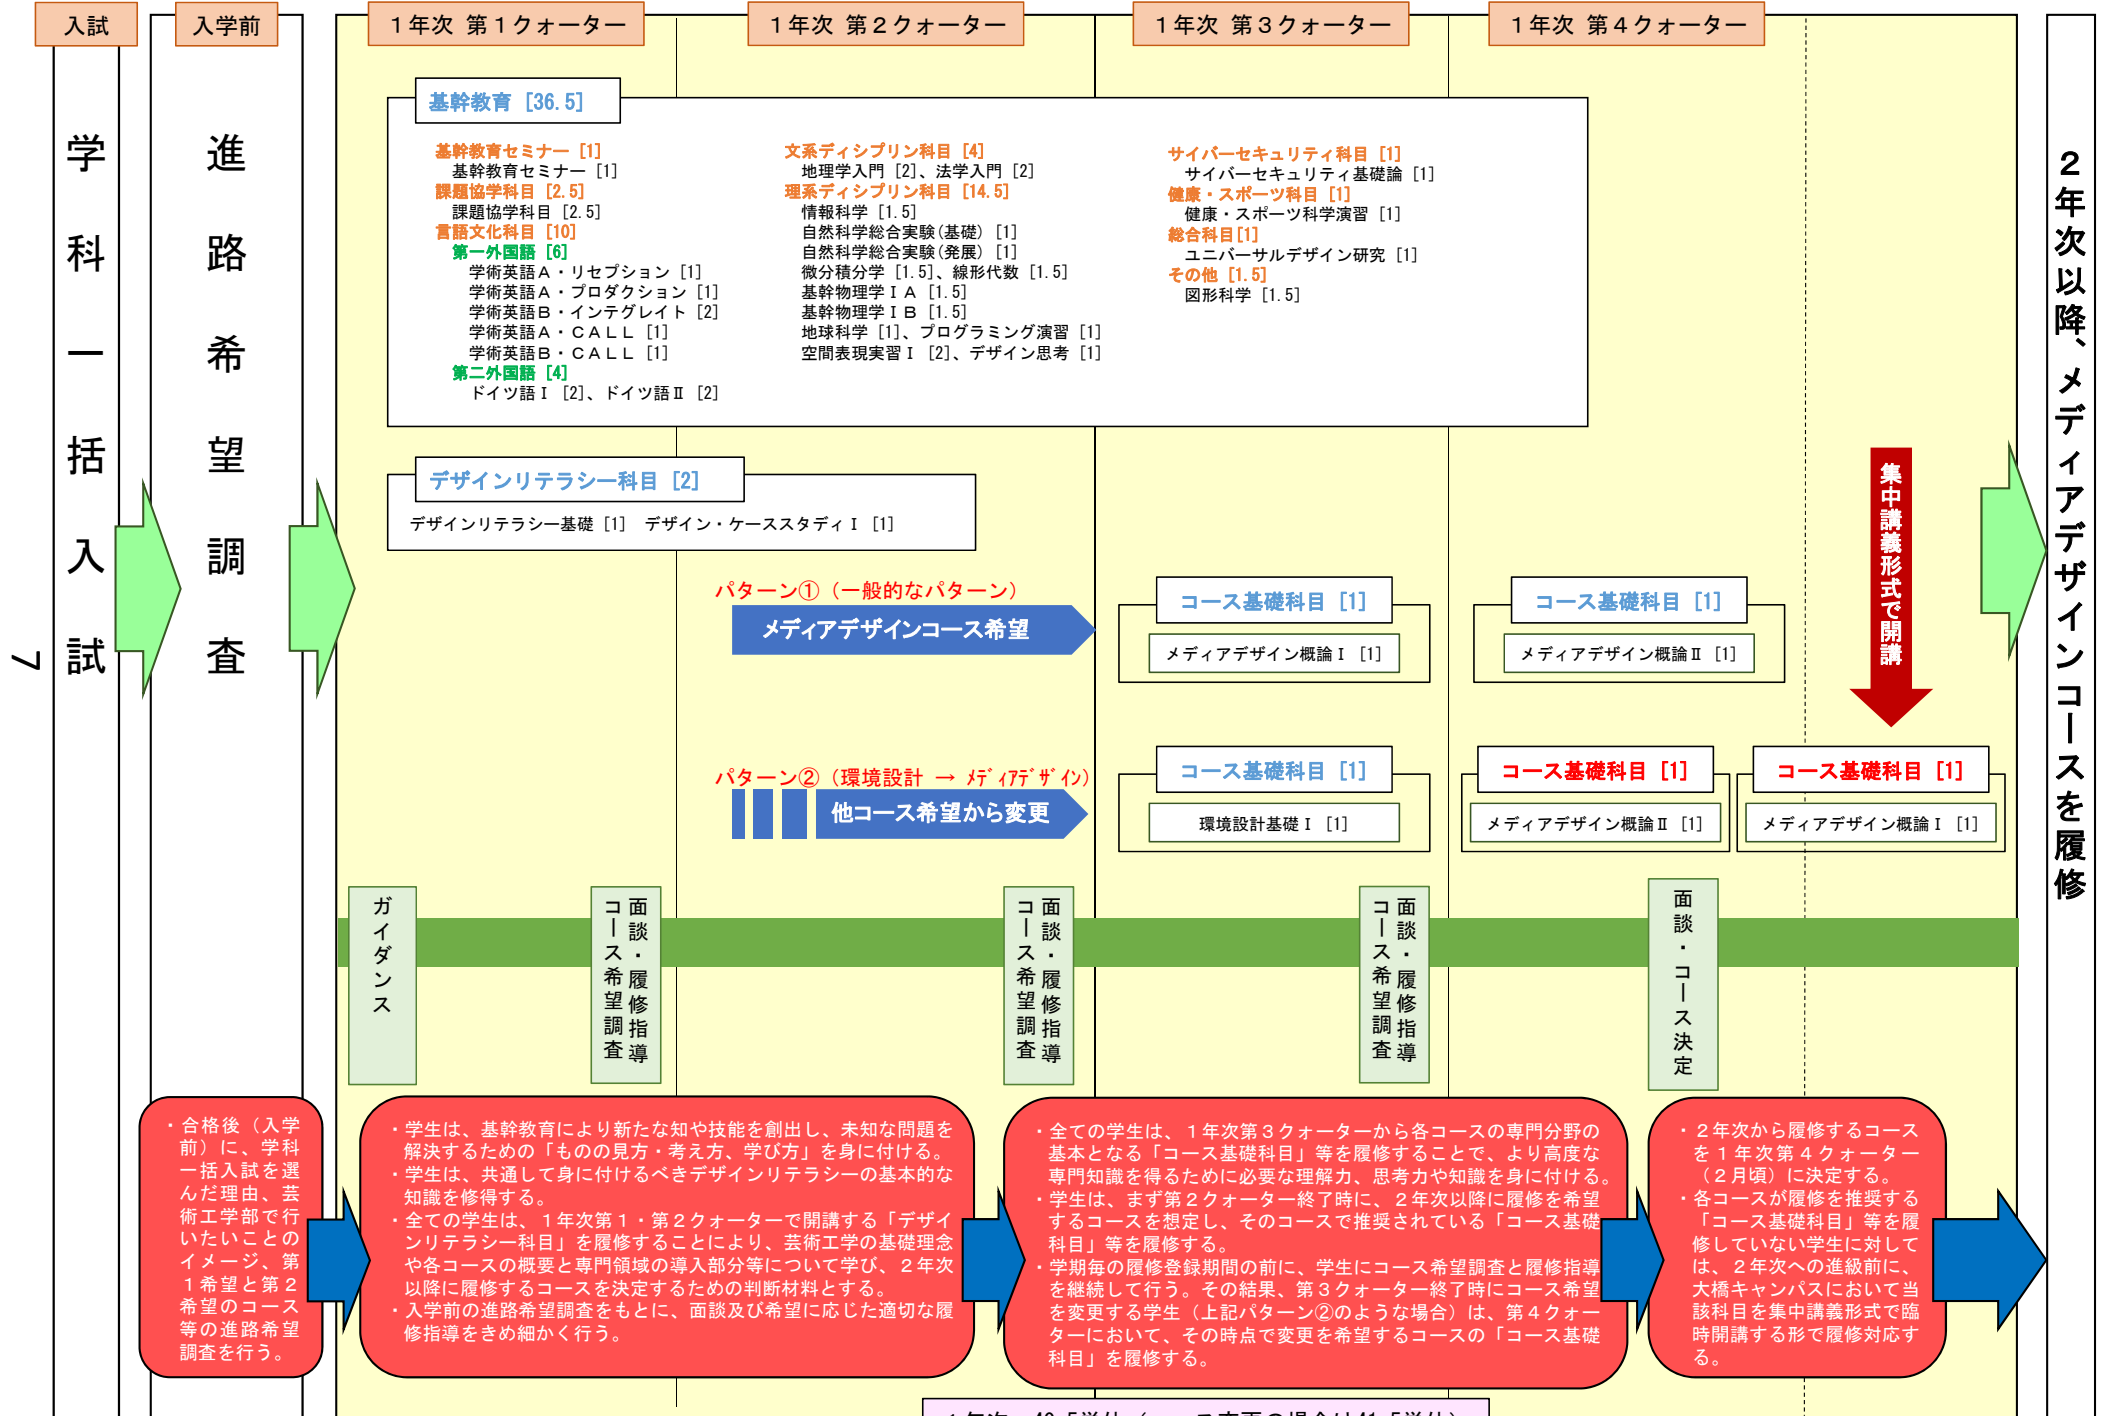 入試
入学前
1年次 第1クォーター
1年次 第2クォーター
1年次 第3クォーター
1年次 第4クォーター
学科一括入試
進路希望調査
基幹教育 [36.5]
基幹教育セミナー [1]
基幹教育セミナー [1]
課題協学科目 [2.5]
課題協学科目 [2.5]
言語文化科目 [10]
第一外国語 [6]
学術英語A・リセプション [1]
学術英語A・プロダクション [1]
学術英語B・インテグレイト [2]
学術英語A・CALL [1]
学術英語B・CALL [1]
第二外国語 [4]
ドイツ語Ⅰ [2]、ドイツ語Ⅱ [2]
文系ディシプリン科目 [4]
地理学入門 [2]、法学入門 [2]
理系ディシプリン科目 [14.5]
情報科学 [1.5]
自然科学総合実験(基礎) [1]
自然科学総合実験(発展) [1]
微分積分学 [1.5]、線形代数 [1.5]
基幹物理学ⅠA [1.5]
基幹物理学ⅠB [1.5]
地球科学 [1]、プログラミング演習 [1]
空間表現実習Ⅰ [2]、デザイン思考 [1]
サイバーセキュリティ科目 [1]
サイバーセキュリティ基礎論 [1]
健康・スポーツ科目 [1]
健康・スポーツ科学演習 [1]
総合科目[1]
ユニバーサルデザイン研究 [1]
その他 [1.5]
図形科学 [1.5]
デザインリテラシー科目 [2]
デザインリテラシー基礎 [1] デザイン・ケーススタディⅠ [1]
パターン①（一般的なパターン）
メディアデザインコース希望
コース基礎科目 [1]
メディアデザイン概論Ⅰ [1]
コース基礎科目 [1]
メディアデザイン概論Ⅱ [1]
集中講義形式で開講
パターン②（環境設計 → ﾒﾃﾞｨｱﾃﾞｻﾞｲﾝ）
他コース希望から変更
コース基礎科目 [1]
環境設計基礎Ⅰ [1]
コース基礎科目 [1]
メディアデザイン概論Ⅱ [1]
コース基礎科目 [1]
メディアデザイン概論Ⅰ [1]
2年次以降、メディアデザインコースを履修
7
ガイダンス
面談・履修指導
コース希望調査
面談・履修指導
コース希望調査
面談・履修指導
コース希望調査
面談・コース決定
・合格後（入学
前）に、学科
一括入試を選
んだ理由、芸
術工学部で行
いたいことの
イメージ、第
1希望と第2
希望のコース
等の進路希望
調査を行う。
・学生は、基幹教育により新たな知や技能を創出し、未知な問題を
解決するための「ものの見方・考え方、学び方」を身に付ける。
・学生は、共通して身に付けるべきデザインリテラシーの基本的な
知識を修得する。
・全ての学生は、1年次第1・第2クォーターで開講する「デザイ
ンリテラシー科目」を履修することにより、芸術工学の基礎理念
や各コースの概要と専門領域の導入部分等について学び、2年次
以降に履修するコースを決定するための判断材料とする。
・入学前の進路希望調査をもとに、面談及び希望に応じた適切な履
修指導をきめ細かく行う。
・全ての学生は、1年次第3クォーターから各コースの専門分野の
基本となる「コース基礎科目」等を履修することで、より高度な
専門知識を得るために必要な理解力、思考力や知識を身に付ける。
・学生は、まず第2クォーター終了時に、2年次以降に履修を希望
するコースを想定し、そのコースで推奨されている「コース基礎
科目」等を履修する。
・学期毎の履修登録期間の前に、学生にコース希望調査と履修指導
を継続して行う。その結果、第3クォーター終了時にコース希望
を変更する学生（上記パターン②のような場合）は、第4クォー
ターにおいて、その時点で変更を希望するコースの「コース基礎
科目」を履修する。
・2年次から履修するコース
を1年次第4クォーター
（2月頃）に決定する。
・各コースが履修を推奨する
「コース基礎科目」等を履
修していない学生に対して
は、2年次への進級前に、
大橋キャンパスにおいて当
該科目を集中講義形式で臨
時開講する形で履修対応す
る。